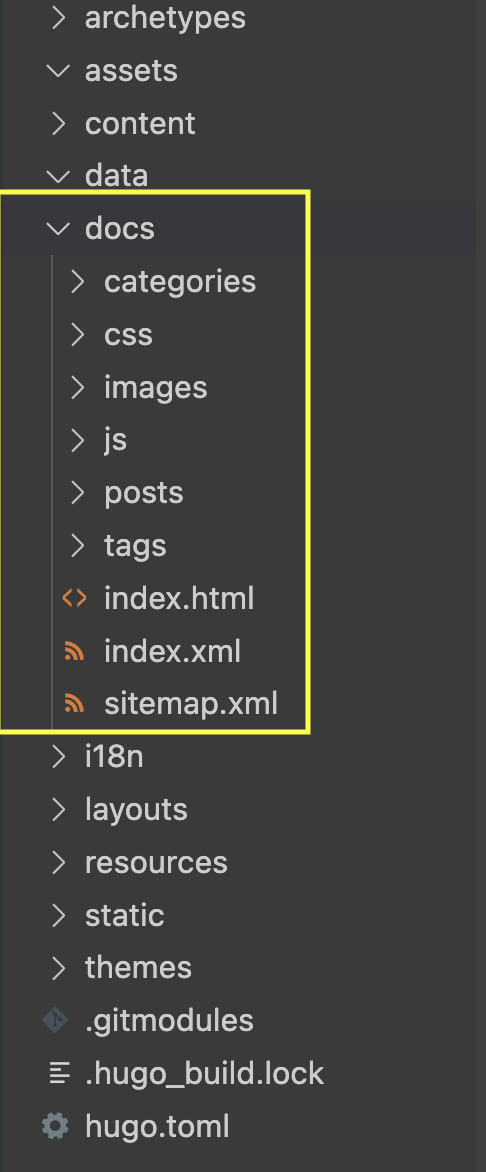 archetypes
assets
content
data
docs
categories
css
images
js
posts
tags
index.html
index.xml
sitemap.xml
i18n
layouts
resources
static
themes
.gitmodules
.hugo_build.lock
hugo.toml